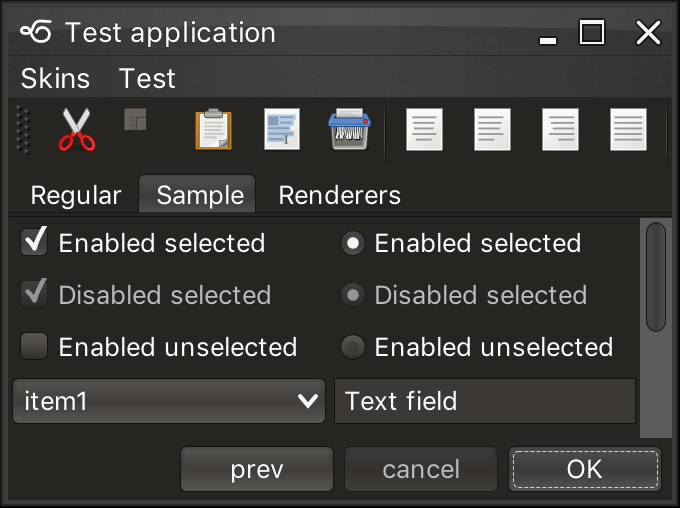 Test application
Skins Test
Regular Sample Renderers
Enabled selected Enabled selected
Disabled selected Disabled selected
Enabled unselected Enabled unselected
item1 Text field
prev cancel OK